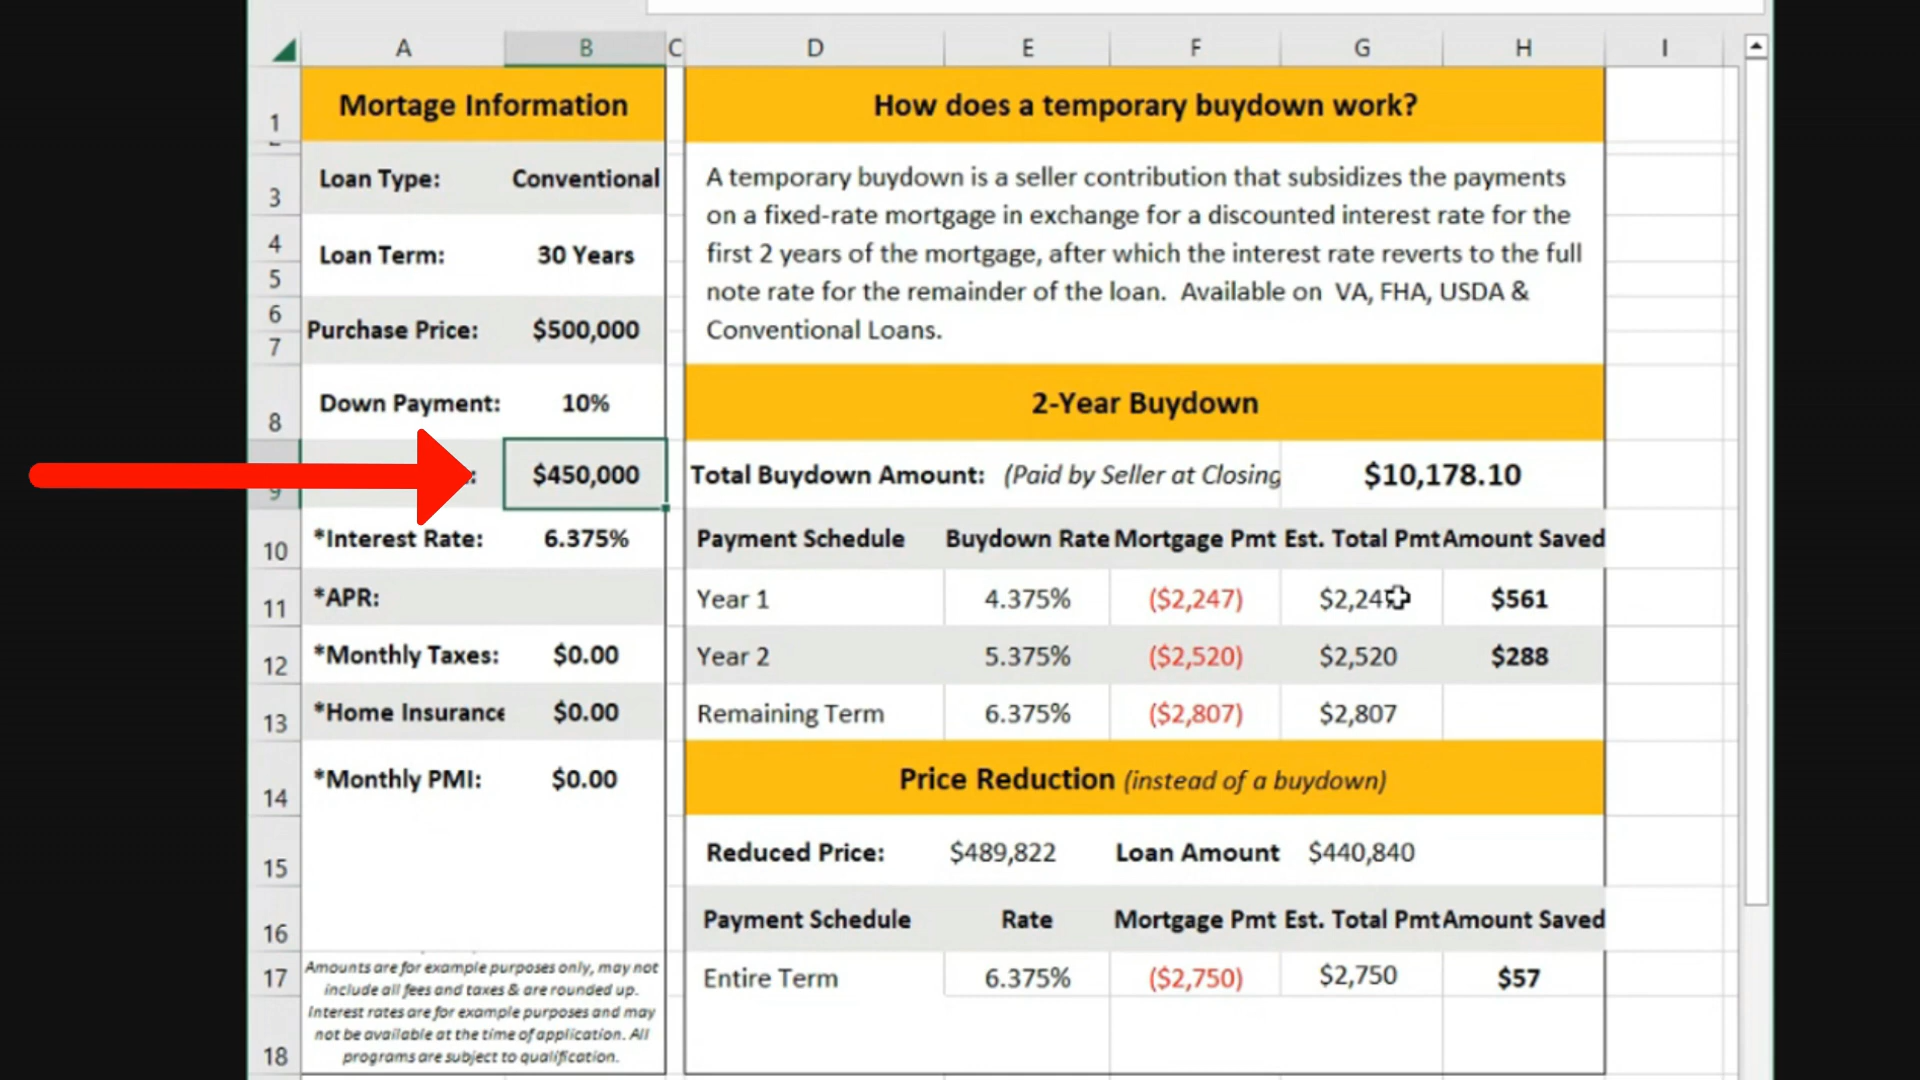 A B C D E F G H I
1 Mortage Information How does a temporary buydown work?
3 Loan Type: Conventional
A temporary buydown is a seller contribution that subsidizes the payments
on a fixed-rate mortgage in exchange for a discounted interest rate for the
first 2 years of the mortgage, after which the interest rate reverts to the full
note rate for the remainder of the loan. Available on VA, FHA, USDA &
Conventional Loans.
4 Loan Term: 30 Years
5
6 Purchase Price: $500,000
7
8 Down Payment: 10% 2-Year Buydown
9 : $450,000 Total Buydown Amount: (Paid by Seller at Closing $10,178.10
10 *Interest Rate: 6.375% Payment Schedule Buydown Rate Mortgage Pmt Est. Total Pmt Amount Saved
11 *APR: Year 1 4.375% ($2,247) $2,24 $561
12 *Monthly Taxes: $0.00 Year 2 5.375% ($2,520) $2,520 $288
13 *Home Insurance $0.00 Remaining Term 6.375% ($2,807) $2,807
14 *Monthly PMI: $0.00 Price Reduction (instead of a buydown)
15 Reduced Price: $489,822 Loan Amount $440,840
16 Payment Schedule Rate Mortgage Pmt Est. Total Pmt Amount Saved
17 Entire Term 6.375% ($2,750) $2,750 $57
Amounts are for example purposes only, may not
include all fees and taxes & are rounded up.
Interest rates are for example purposes and may
not be available at the time of application. All
programs are subject to qualification.
18